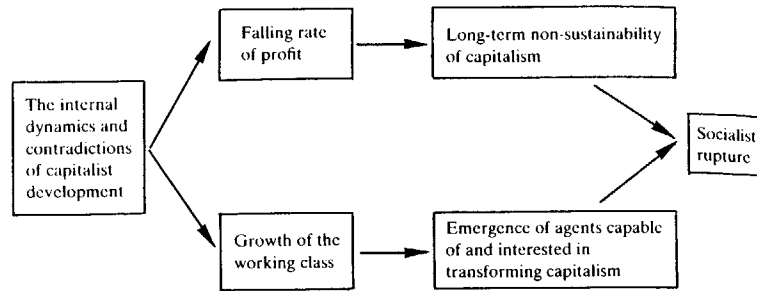 Falling rate
of profit
Long-term non-sustainability
of capitalism
The internal
dynamics and
contradictions
of capitalist
development
Socialist
rupture
Growth of the
working class
Emergence of agents capable
of and interested in
transforming capitalism